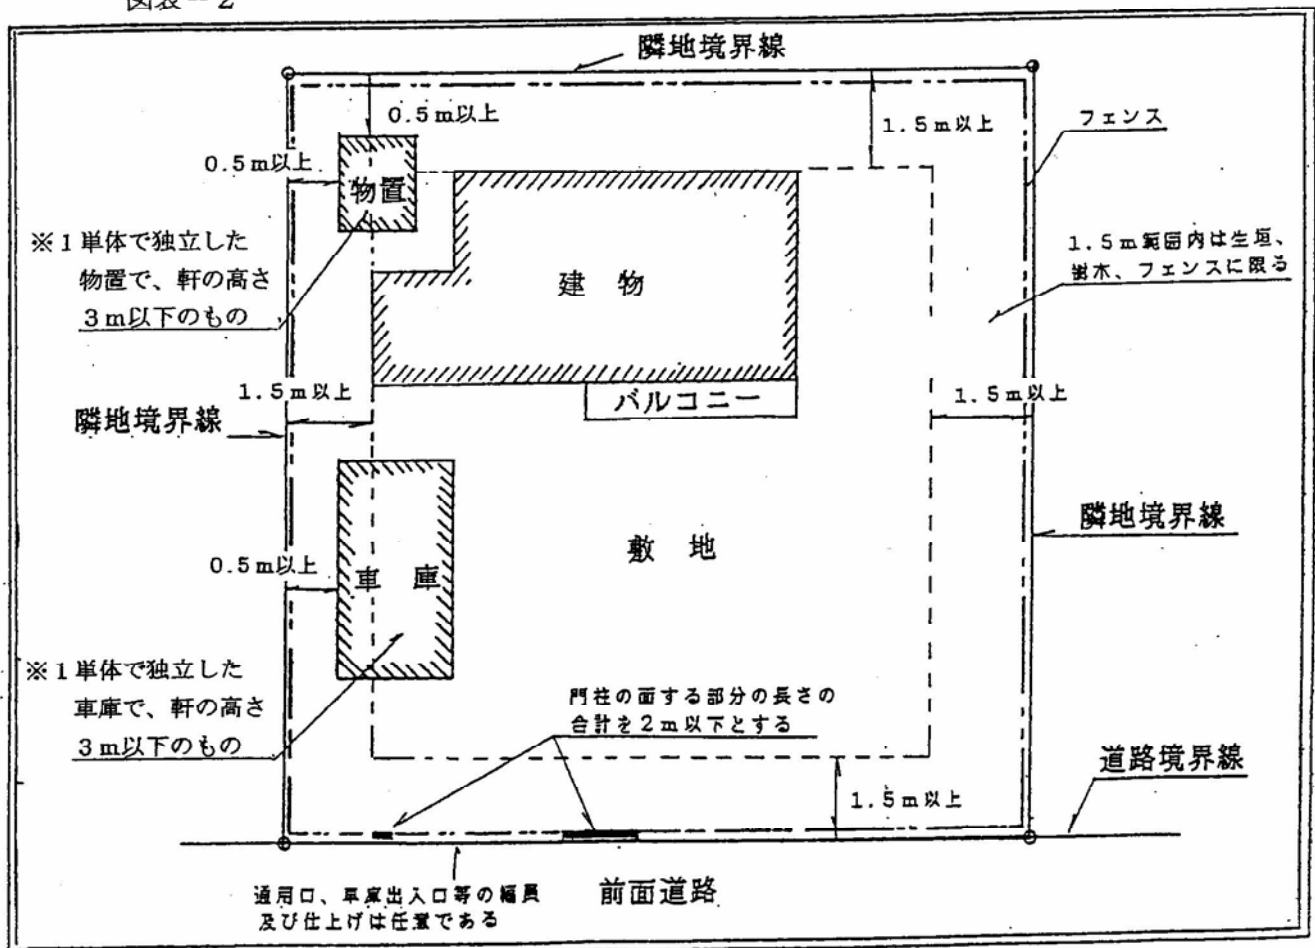 図表－2
隣地境界線
0.5m以上
1.5m以上
フェンス
0.5m以上
物置
※1単体で独立した
物置で、軒の高さ
3m以下のもの
建 物
1.5m範囲内は生垣、
樹木、フェンスに限る
1.5m以上
バルコニー
1.5m以上
隣地境界線
隣地境界線
敷 地
0.5m以上
車 庫
※1単体で独立した
車庫で、軒の高さ
3m以下のもの
門柱の面する部分の長さの
合計を2m以下とする
道路境界線
1.5m以上
通用口、車庫出入口等の幅員
及び仕上げは任意である
前面道路